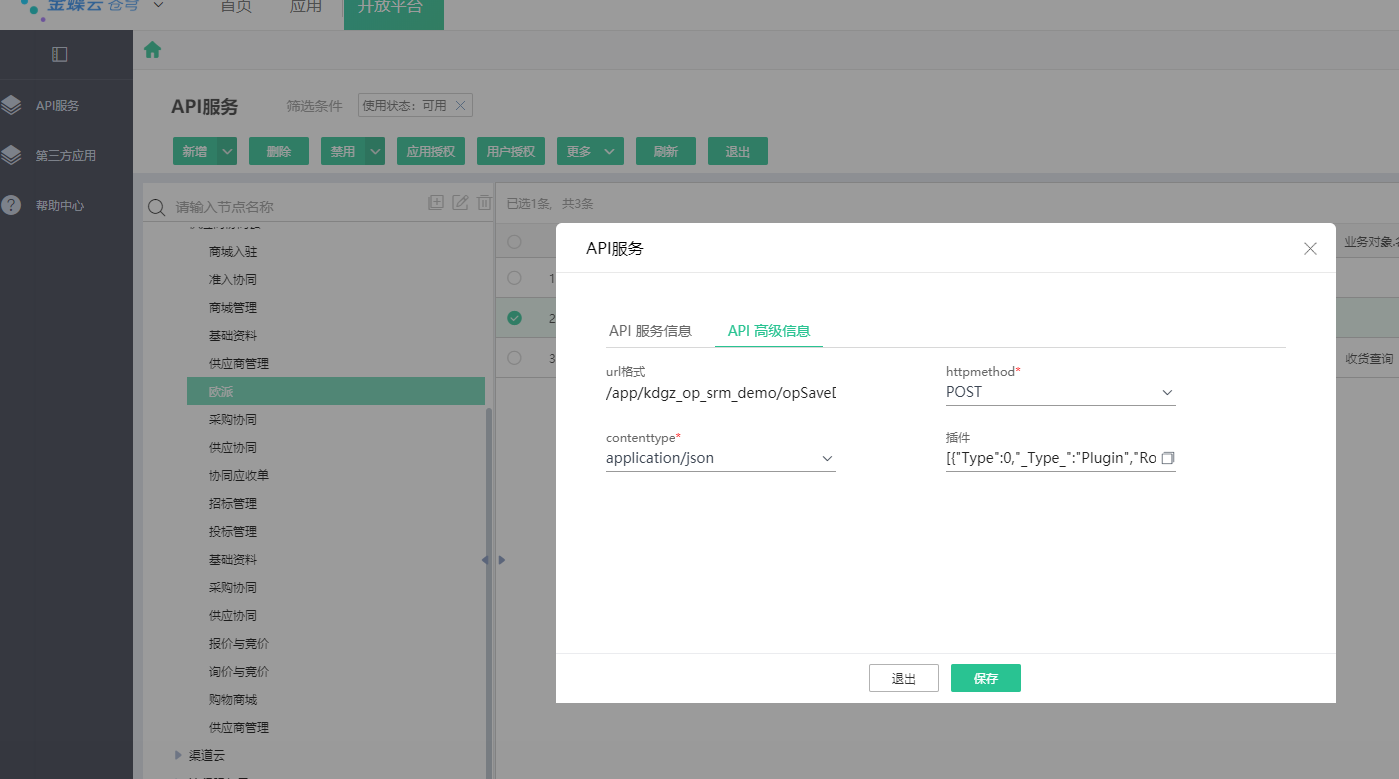 金蝶云 苍穹
首页
应用
开放平台
API服务
第三方应用
帮助中心
API服务
筛选条件
使用状态：可用
新增
删除
禁用
应用授权
用户授权
更多
刷新
退出
请输入节点名称
已选1条, 共3条
业务对象.
商城入驻
准入协同
商城管理
基础资料
供应商管理
欧派
采购协同
供应协同
协同应收单
招标管理
投标管理
基础资料
采购协同
供应协同
报价与竞价
询价与竞价
购物商城
供应商管理
渠道云
1
2
3
收货查询
API服务
API 服务信息
API 高级信息
url格式
/app/kdgz_op_srm_demo/opSaveD
httpmethod*
POST
contenttype*
application/json
插件
[{"Type":0,"_Type_":"Plugin","Ro
退出
保存